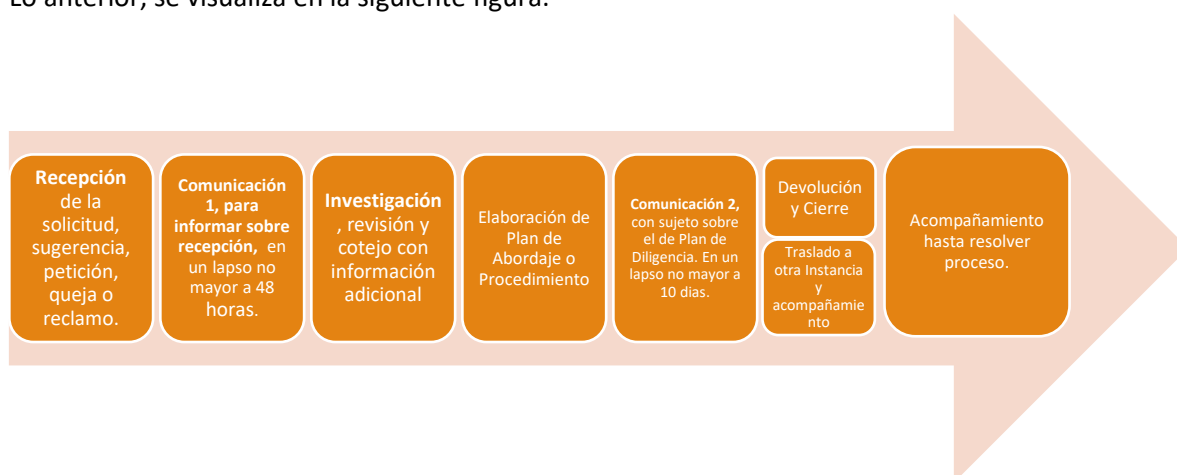 Lo anterior, se visualiza en la siguiente figura:
Recepción
de la
solicitud,
sugerencia,
petición,
queja o
reclamo.
Comunicación
1, para
informar sobre
recepción, en
un lapso no
mayor a 48
horas.
Investigación
, revisión y
cotejo con
información
adicional
Elaboración de
Plan de
Abordaje o
Procedimiento
Comunicación 2,
con sujeto sobre
el de Plan de
Diligencia. En un
lapso no mayor a
10 dias.
Devolución
y Cierre
Traslado a
otra Instancia
y
acompañamie
nto
Acompañamiento
hasta resolver
proceso.